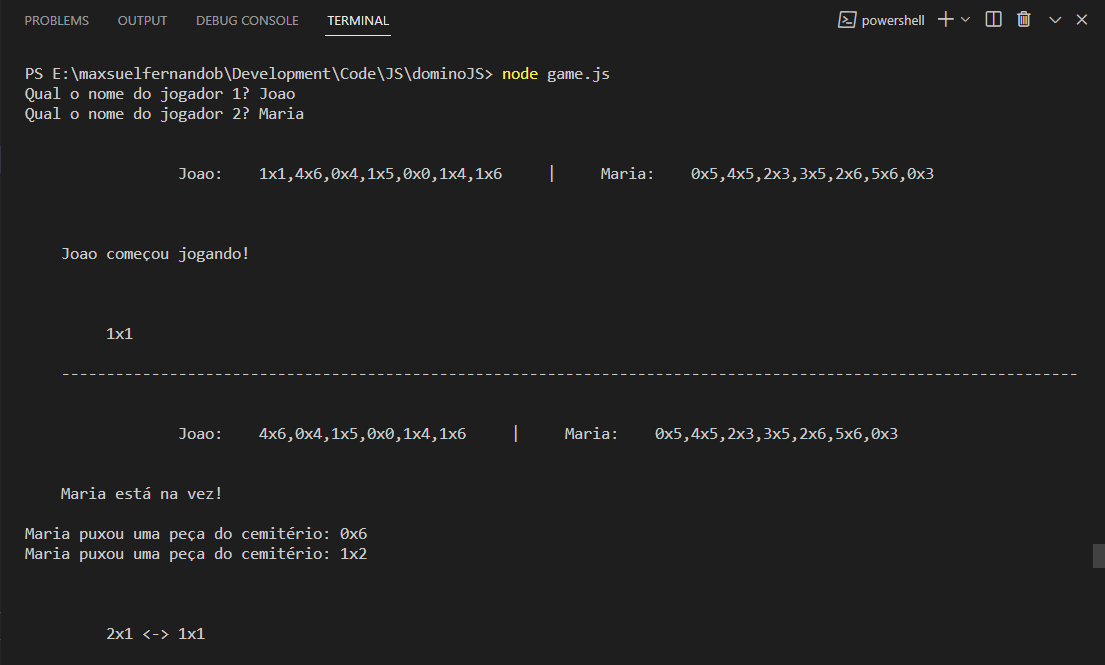 PROBLEMS OUTPUT DEBUG CONSOLE TERMINAL powershell
PS E:\maxsuelfernandob\Development\Code\JS\dominoJS> node game.js
Qual o nome do jogador 1? Joao
Qual o nome do jogador 2? Maria
Joao: 1x1,4x6,0x4,1x5,0x0,1x4,1x6 | Maria: 0x5,4x5,2x3,3x5,2x6,5x6,0x3
Joao começou jogando!
1x1
-----------------------------------------------------------------------------------------------------------------
Joao: 4x6,0x4,1x5,0x0,1x4,1x6 | Maria: 0x5,4x5,2x3,3x5,2x6,5x6,0x3
Maria está na vez!
Maria puxou uma peça do cemitério: 0x6
Maria puxou uma peça do cemitério: 1x2
2x1 <-> 1x1